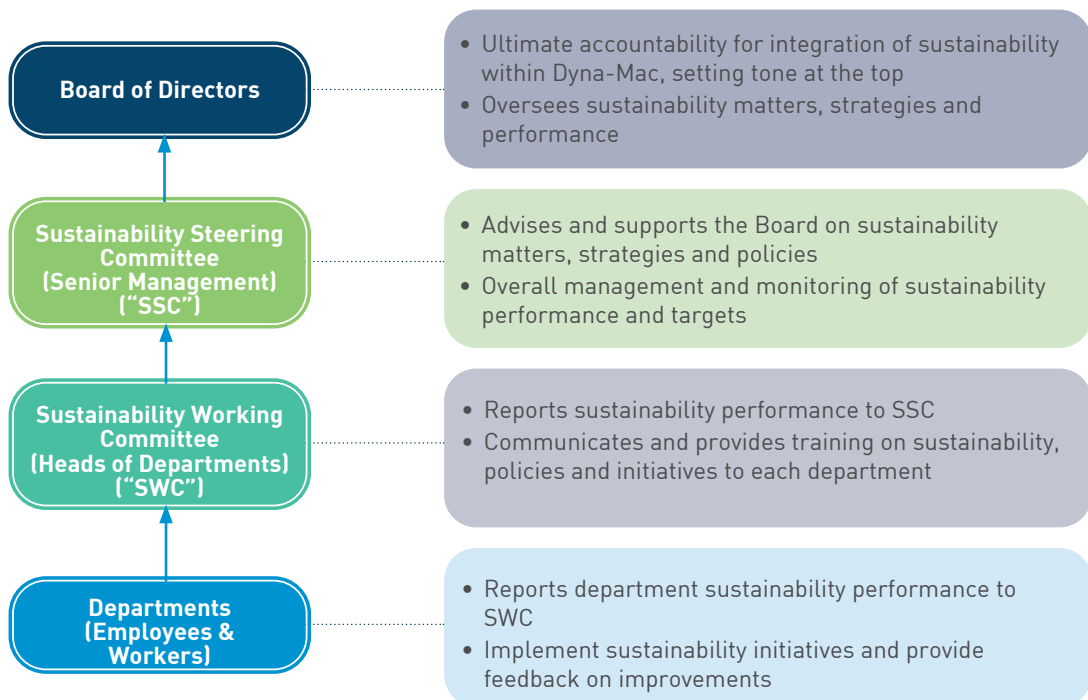 Board of Directors
• Ultimate accountability for integration of sustainability
within Dyna-Mac, setting tone at the top
• Oversees sustainability matters, strategies and
performance
Sustainability Steering
Committee
(Senior Management)
(“SSC”)
• Advises and supports the Board on sustainability
matters, strategies and policies
• Overall management and monitoring of sustainability
performance and targets
Sustainability Working
Committee
(Heads of Departments)
(“SWC”)
• Reports sustainability performance to SSC
• Communicates and provides training on sustainability,
policies and initiatives to each department
Departments
(Employees &
Workers)
• Reports department sustainability performance to
SWC
• Implement sustainability initiatives and provide
feedback on improvements